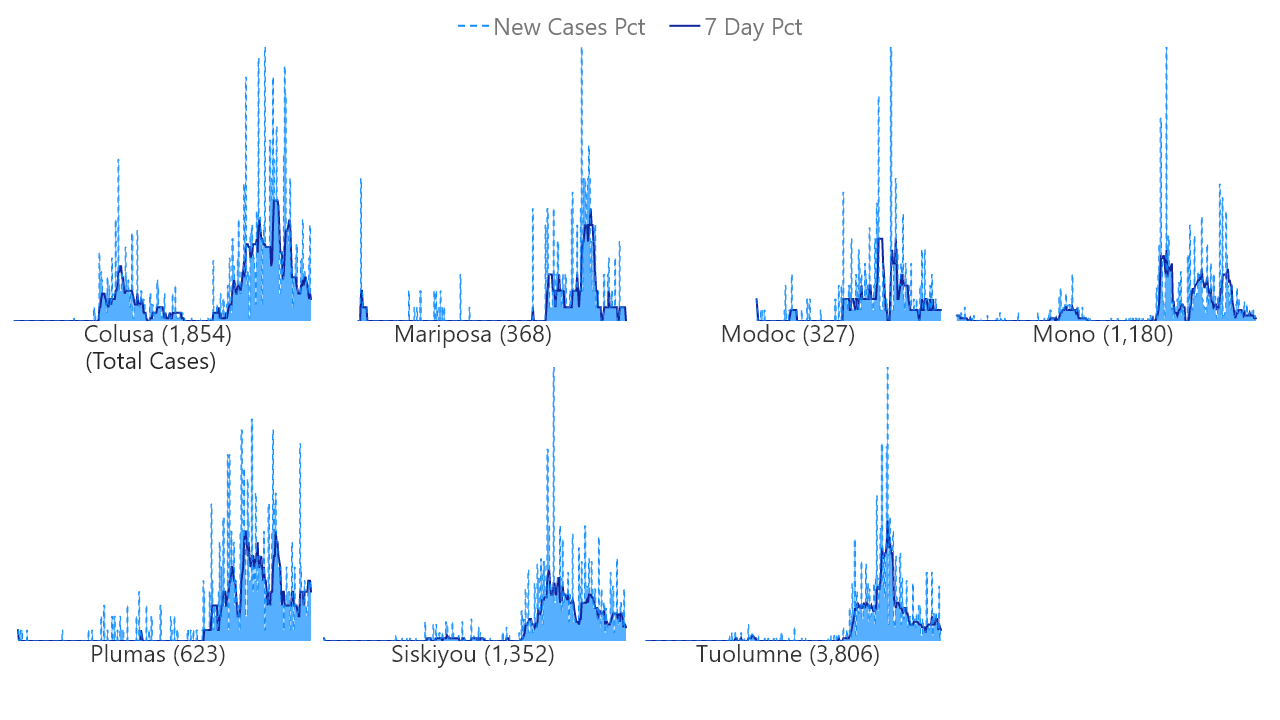 New Cases Pct 7 Day Pct
Colusa (1,854)
(Total Cases)
Mariposa (368)
Modoc (327)
Mono (1,180)
Plumas (623)
Siskiyou (1,352)
Tuolumne (3,806)